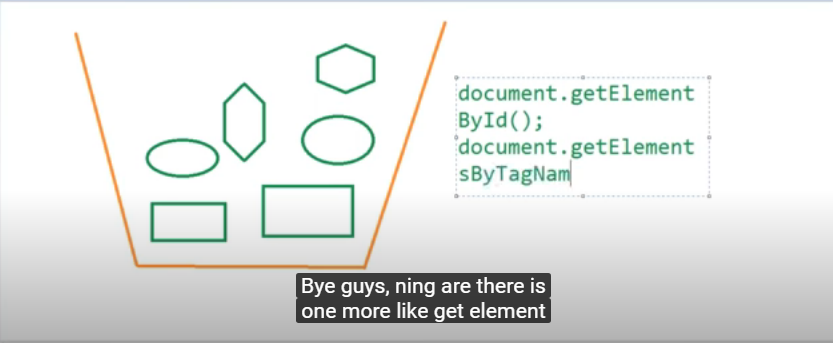 document.getElement
ById();
document.getElement
sByTagNam
Bye guys, ning are there is
one more like get element